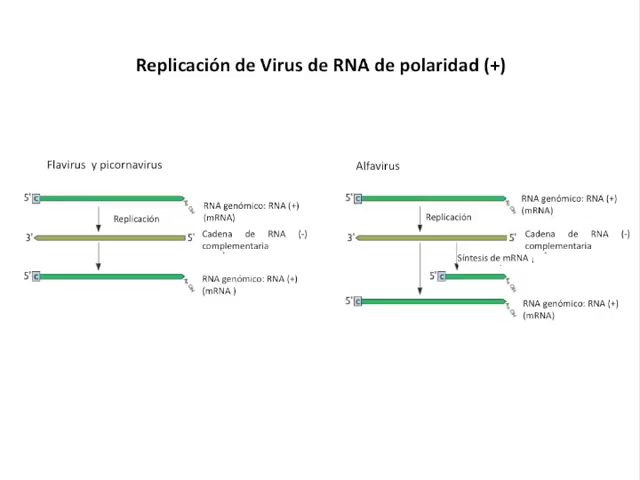 Replicación de Virus de RNA de polaridad (+)
Flavirus y picornavirus
5' C
RNA genómico: RNA (+)
(mRNA)
Replicación
3' 5' Cadena de RNA (-)
complementaria
5' C
RNA genómico: RNA (+)
(mRNA )
Alfavirus
5' C
RNA genómico: RNA (+)
(mRNA)
Replicación
3' 5' Cadena de RNA (-)
complementaria
Síntesis de mRNA
5' C
5' C
RNA genómico: RNA (+)
(mRNA)